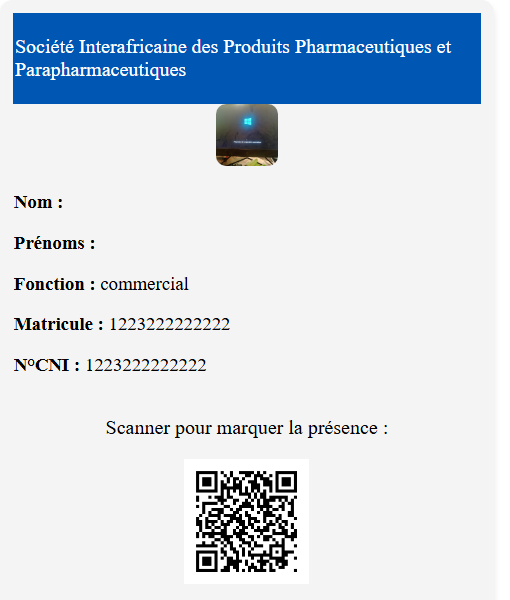 Société Interafricaine des Produits Pharmaceutiques et
Parapharmaceutiques
Nom :
Prénoms :
Fonction : commercial
Matricule : 1223222222222
N°CNI : 1223222222222
Scanner pour marquer la présence :